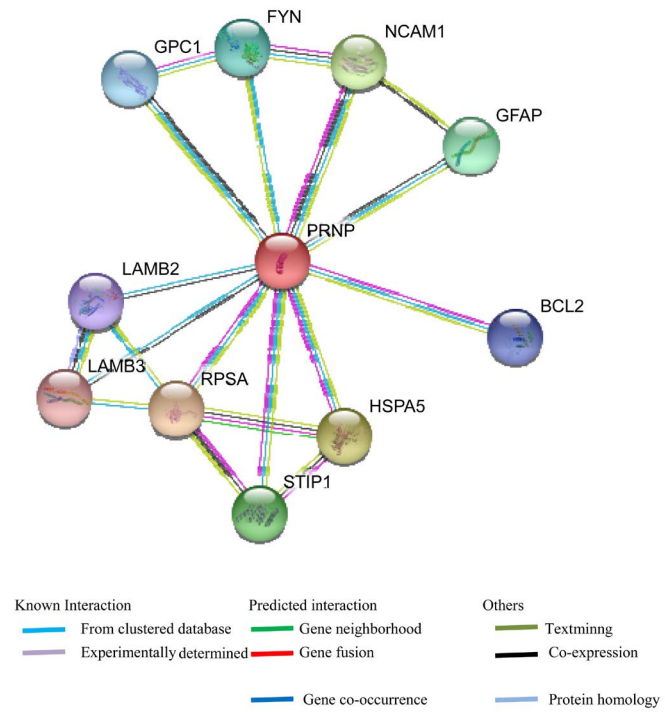 FYN
NCAM1
GPC1
GFAP
PRNP
LAMB2
BCL2
LAMB3
RPSA
HSPA5
STIP1
Known Interaction
Predicted interaction
Others
From clustered database
Gene neighborhood
Textminng
Experimentally determined
Gene fusion
Co-expression
Gene co-occurrence
Protein homology